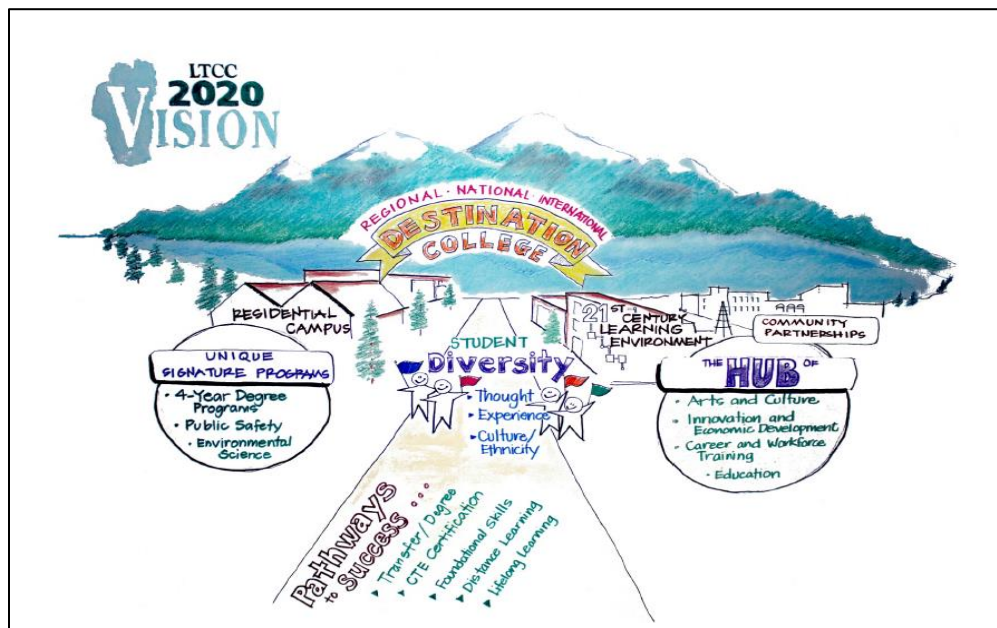 LTCC
2020
VISION
REGIONAL · NATIONAL · INTERNATIONAL
DESTINATION
COLLEGE
RESIDENTIAL
CAMPUS
21ST
CENTURY
LEARNING
ENVIRONMENT
COMMUNITY
PARTNERSHIPS
UNIQUE
SIGNATURE PROGRAMS
• 4-Year Degree
Programs
• Public Safety
• Environmental
Science
STUDENT
Diversity
• Thought
• Experience
• Culture/
Ethnicity
THE HUB OF
• Arts and Culture
• Innovation and
Economic Development
• Career and Workforce
Training
• Education
Pathways
to Success ...
▸ Transfer/Degree
▸ CTE Certification
▸ Foundational Skills
▸ Distance Learning
▸ Lifelong Learning